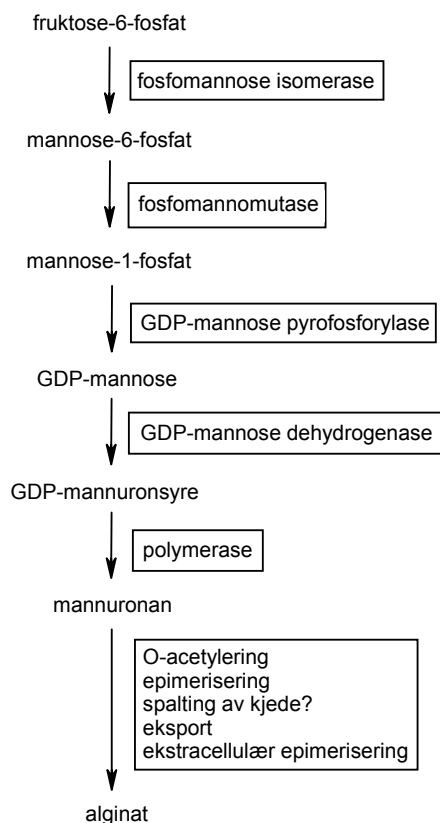 fruktose-6-fosfat
fosfomannose isomerase
mannose-6-fosfat
fosfomannomutase
mannose-1-fosfat
GDP-mannose pyrofosforylase
GDP-mannose
GDP-mannose dehydrogenase
GDP-mannuronsyre
polymerase
mannuronan
O-acetylering
epimerisering
spalting av kjede?
eksport
ekstracellulær epimerisering
alginat